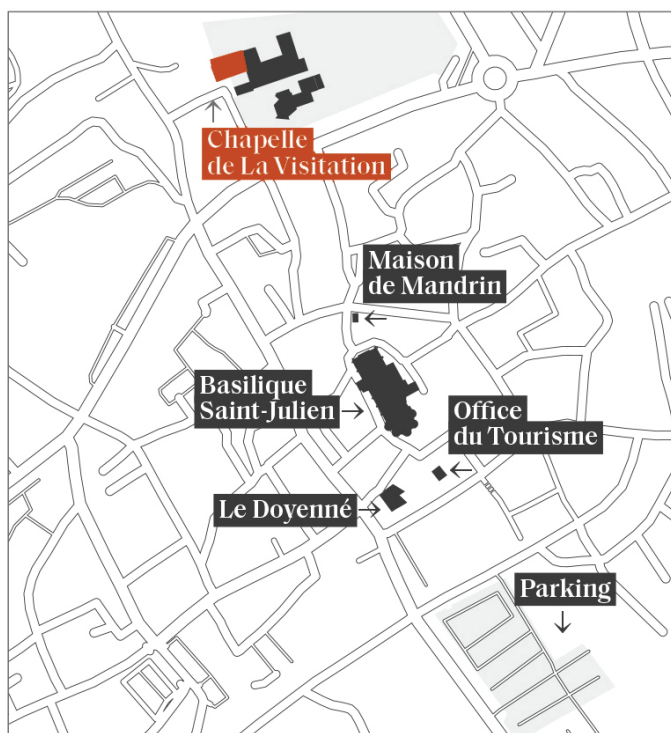 Chapelle
de La Visitation
Maison
de Mandrin
Basilique
Saint-Julien
Office
du Tourisme
Le Doyenné
Parking